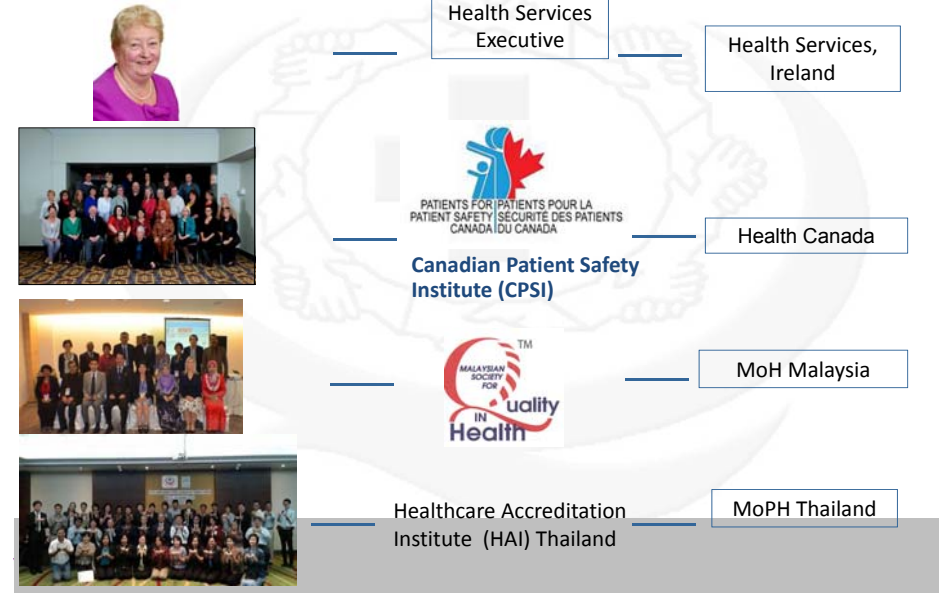 Health Services
Executive
Health Services,
Ireland
PATIENTS FOR PATIENTS POUR LA
PATIENT SAFETY SÉCURITÉ DES PATIENTS
CANADA DU CANADA
Canadian Patient Safety
Institute (CPSI)
Health Canada
TM
MALAYSIAN
SOCIETY
FOR
Quality
IN
Health
MoH Malaysia
Healthcare Accreditation
Institute (HAI) Thailand
MoPH Thailand